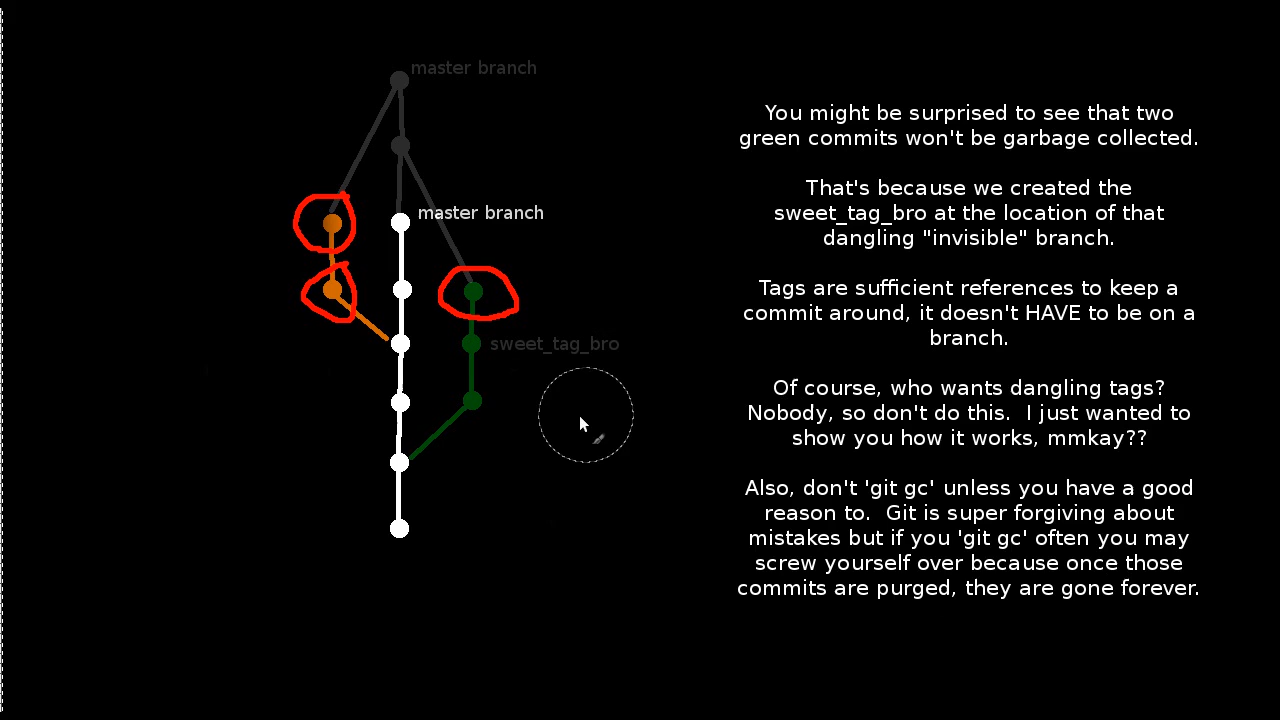 master branch
master branch
sweet_tag_bro
You might be surprised to see that two
green commits won't be garbage collected.
That's because we created the
sweet_tag_bro at the location of that
dangling "invisible" branch.
Tags are sufficient references to keep a
commit around, it doesn't HAVE to be on a
branch.
Of course, who wants dangling tags?
Nobody, so don't do this.  I just wanted to
show you how it works, mmkay??
Also, don't 'git gc' unless you have a good
reason to.  Git is super forgiving about
mistakes but if you 'git gc' often you may
screw yourself over because once those
commits are purged, they are gone forever.